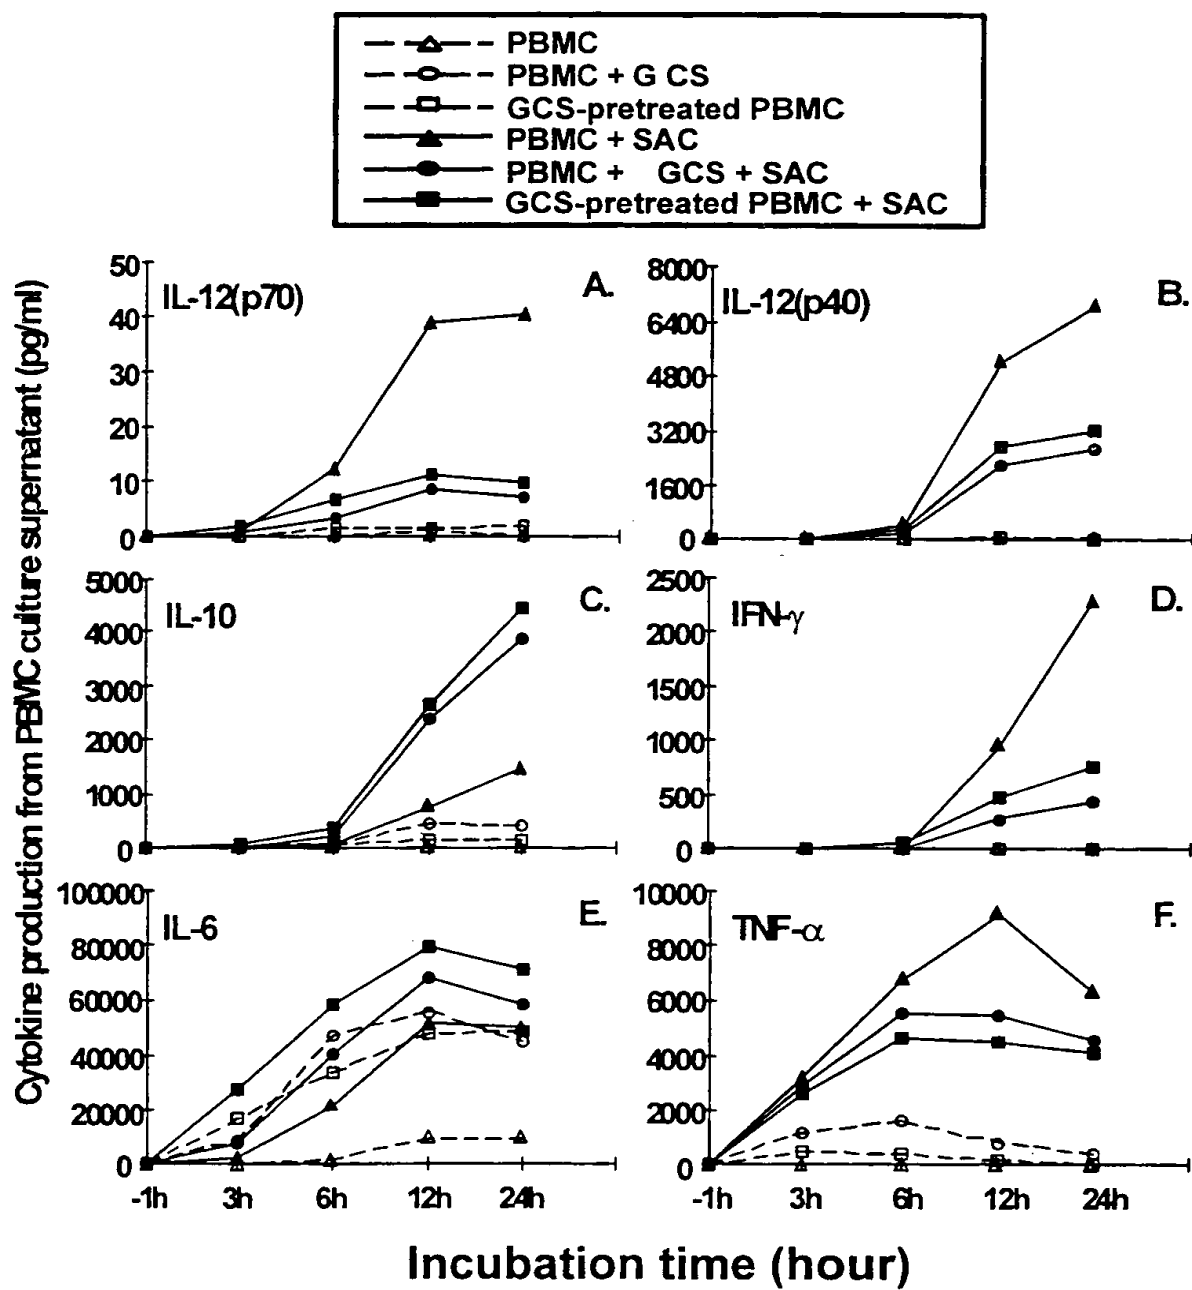 PBMC
PBMC + G CS
GCS-pretreated PBMC
PBMC + SAC
PBMC + GCS + SAC
GCS-pretreated PBMC + SAC
Cytokine production from PBMC culture supernatant (pg/ml)
IL-12(p70)
A.
50
40
30
20
10
0
IL-12(p40)
B.
8000
6400
4800
3200
1600
0
IL-10
C.
5000
4000
3000
2000
1000
0
IFN-γ
D.
2500
2000
1500
1000
500
0
IL-6
E.
100000
80000
60000
40000
20000
0
-1h 3h 6h 12h 24h
TNF-α
F.
10000
8000
6000
4000
2000
0
-1h 3h 6h 12h 24h
Incubation time (hour)